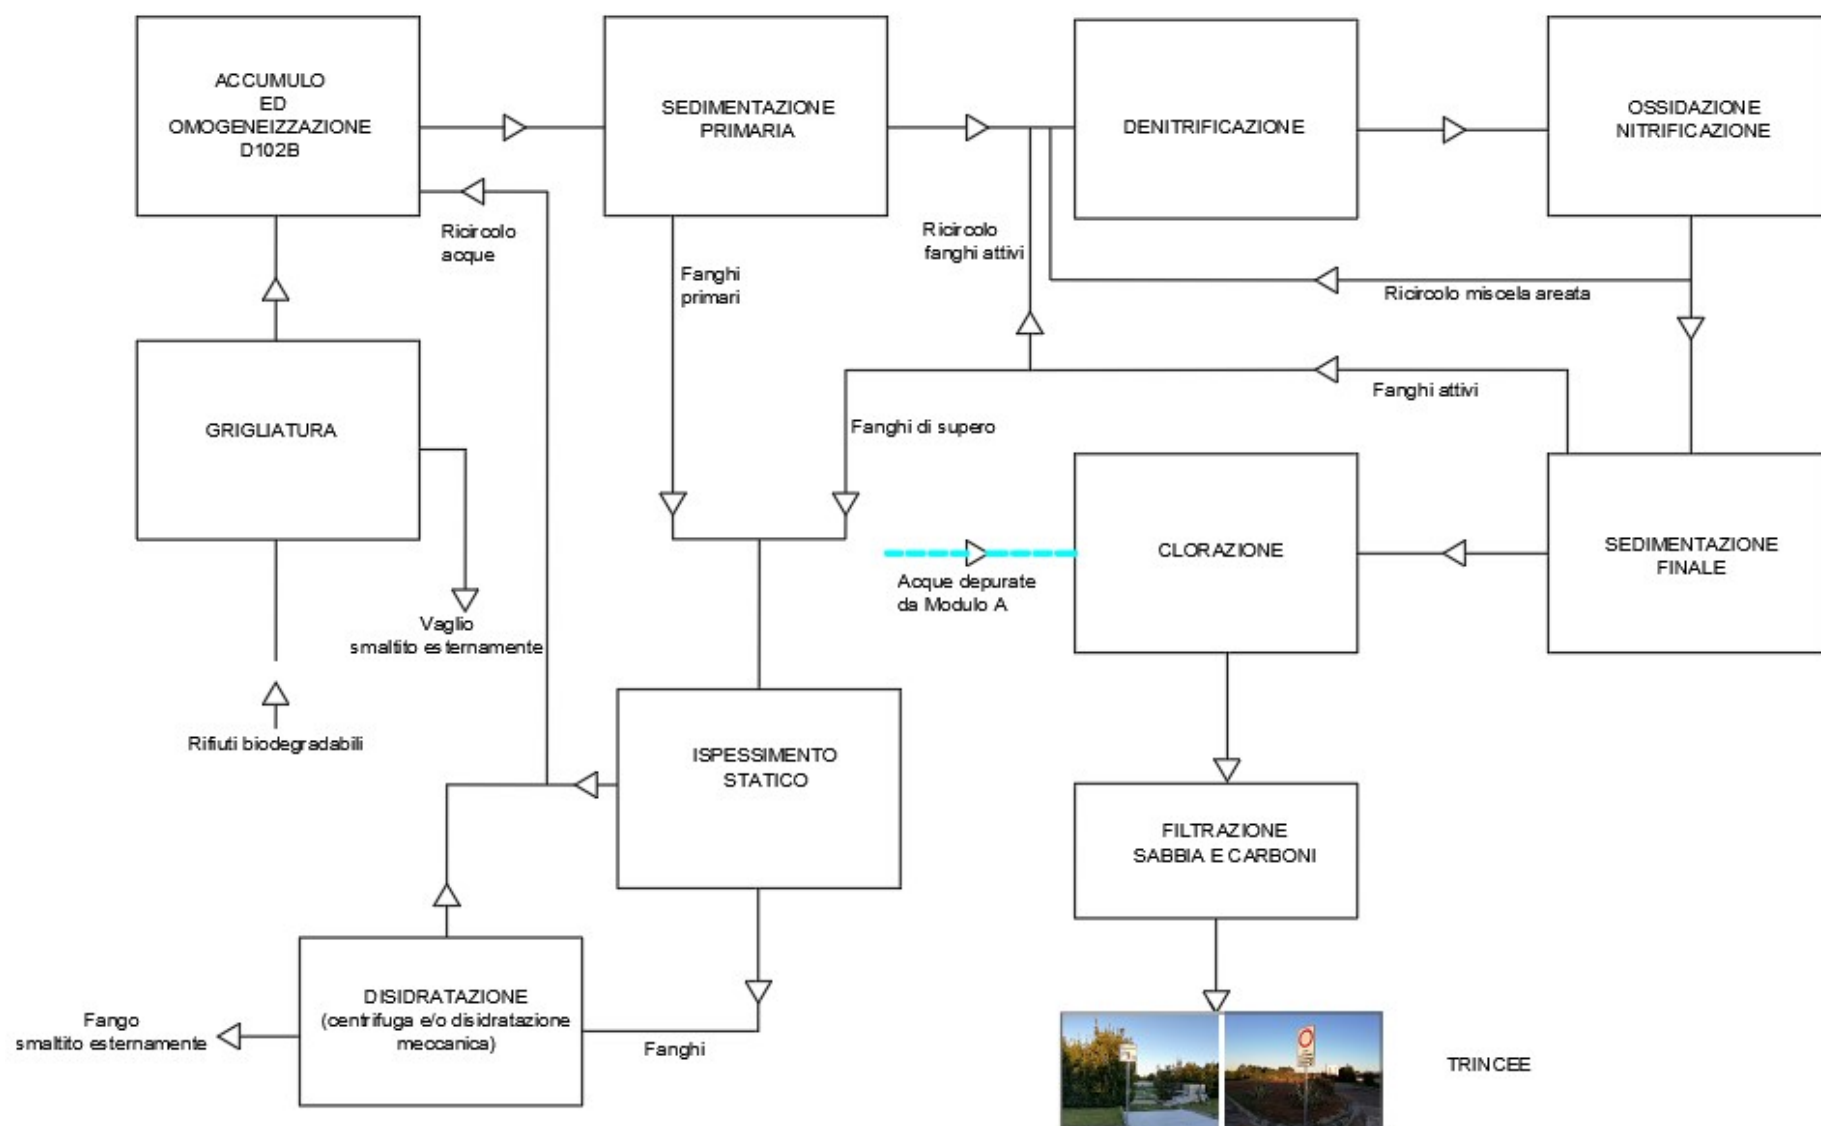 ACCUMULO
ED
OMOGENEIZZAZIONE
D102B
SEDIMENTAZIONE
PRIMARIA
DENITRIFICAZIONE
OSSIDAZIONE
NITRIFICAZIONE
Ricircolo
acque
Fanghi
primari
Ricircolo
fanghi attivi
Ricircolo miscela areata
GRIGLIATURA
Fanghi attivi
Fanghi di supero
CLORAZIONE
SEDIMENTAZIONE
FINALE
Acque depurate
da Modulo A
Vaglio
smaltito esternamente
Rifiuti biodegradabili
ISPESSIMENTO
STATICO
FILTRAZIONE
SABBIA E CARBONI
DISIDRATAZIONE
(centrifuga e/o disidratazione
meccanica)
Fango
smaltito esternamente
Fanghi
TRINCEE